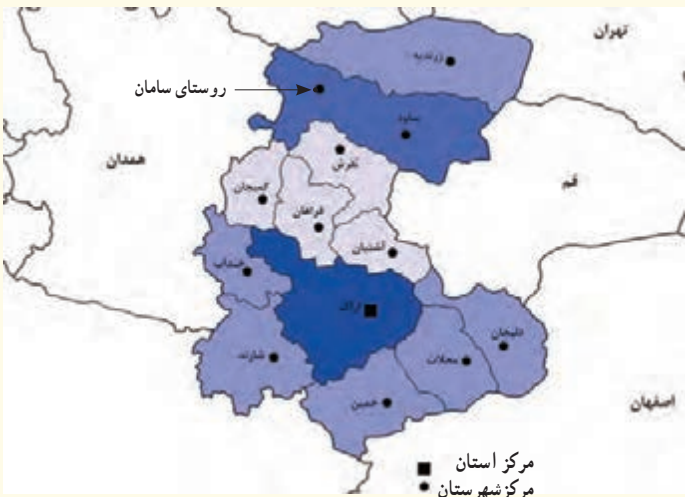 تهران
زرندیه
روستای سامان
ساوه
همدان
تفرش
قم
کمیجان
فراهان
آشتیان
خنداب
اراک
دلیجان
شازند
محلات
خمین
اصفهان
مرکز استان
مرکز شهرستان